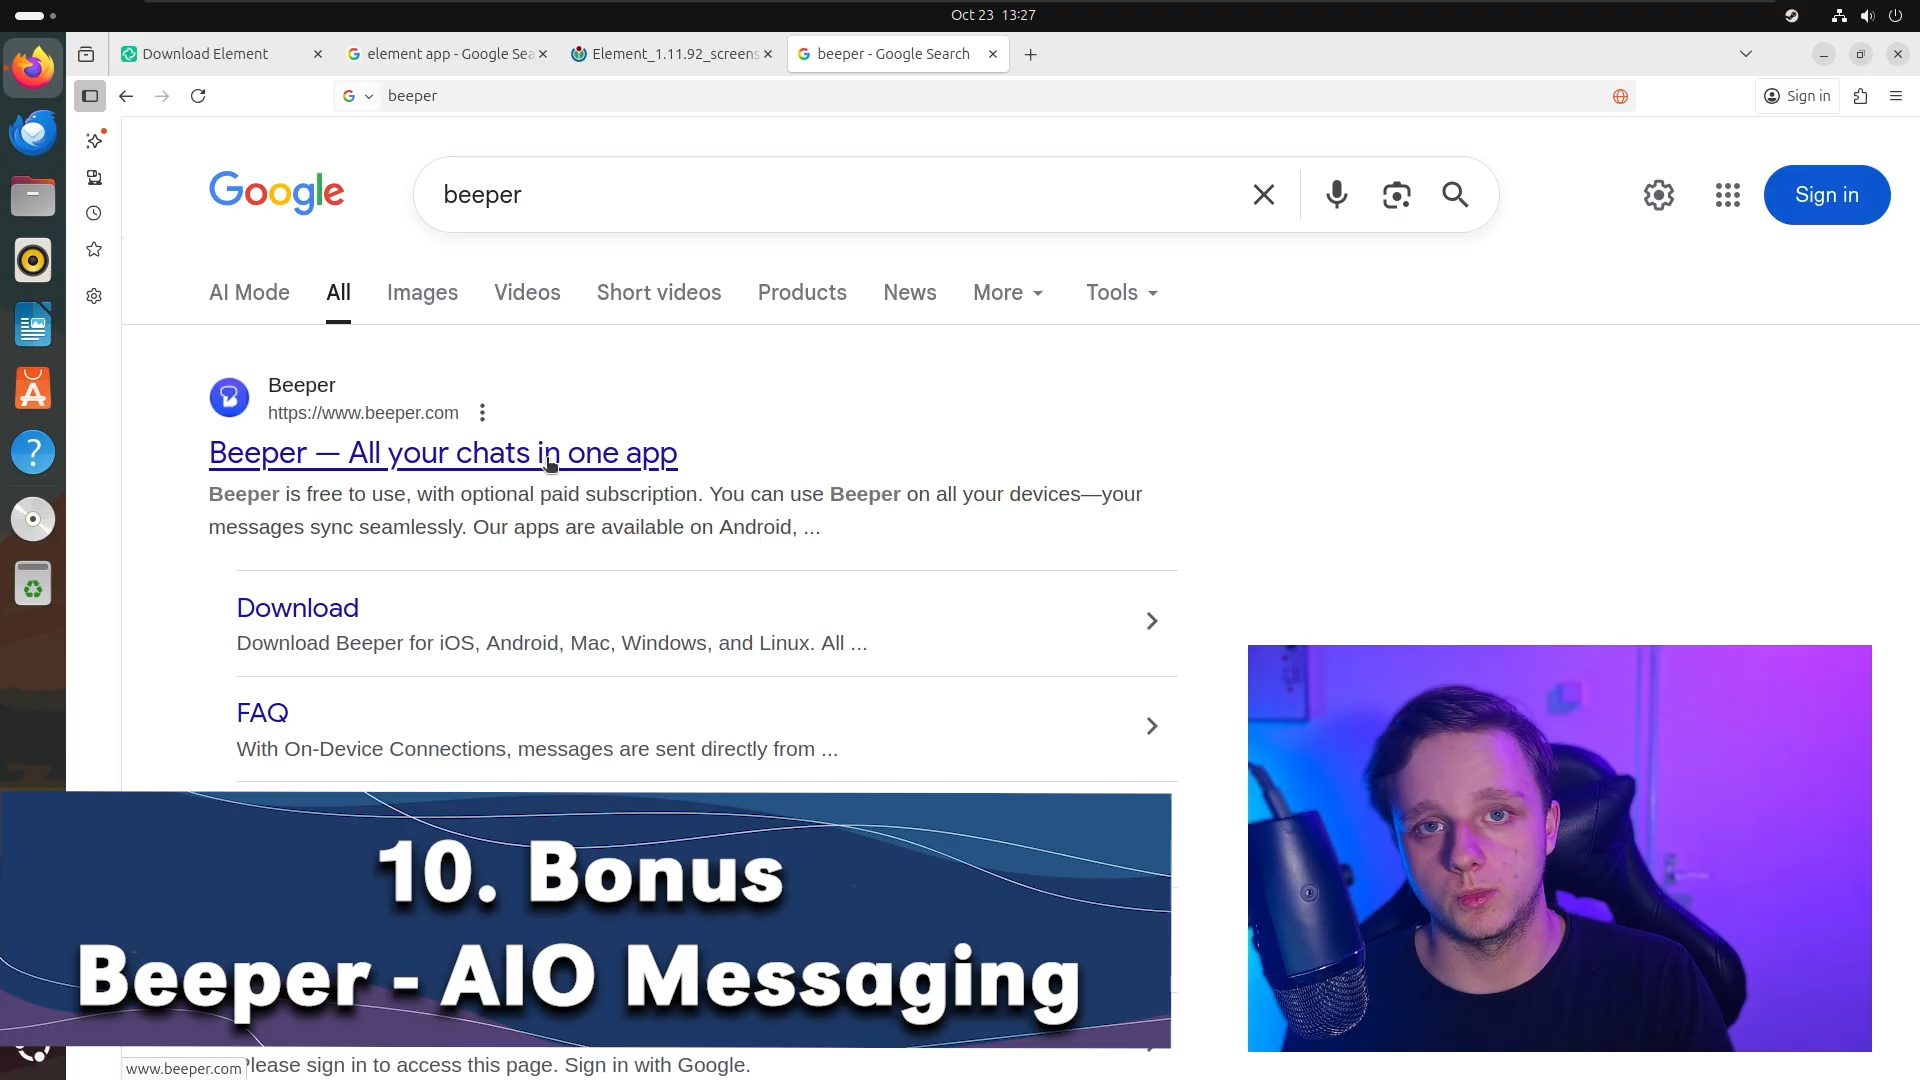 Oct 23 13:27
Download Element
element app - Google Sea
Element_1.11.92_screens
beeper - Google Search
beeper
Sign in
Google
beeper
Sign in
AI Mode
All
Images
Videos
Short videos
Products
News
More
Tools
Beeper
https://www.beeper.com
Beeper — All your chats in one app
Beeper is free to use, with optional paid subscription. You can use Beeper on all your devices—your
messages sync seamlessly. Our apps are available on Android, ...
Download
Download Beeper for iOS, Android, Mac, Windows, and Linux. All ...
FAQ
With On-Device Connections, messages are sent directly from ...
10. Bonus
Beeper - AIO Messaging
Please sign in to access this page. Sign in with Google.
www.beeper.com